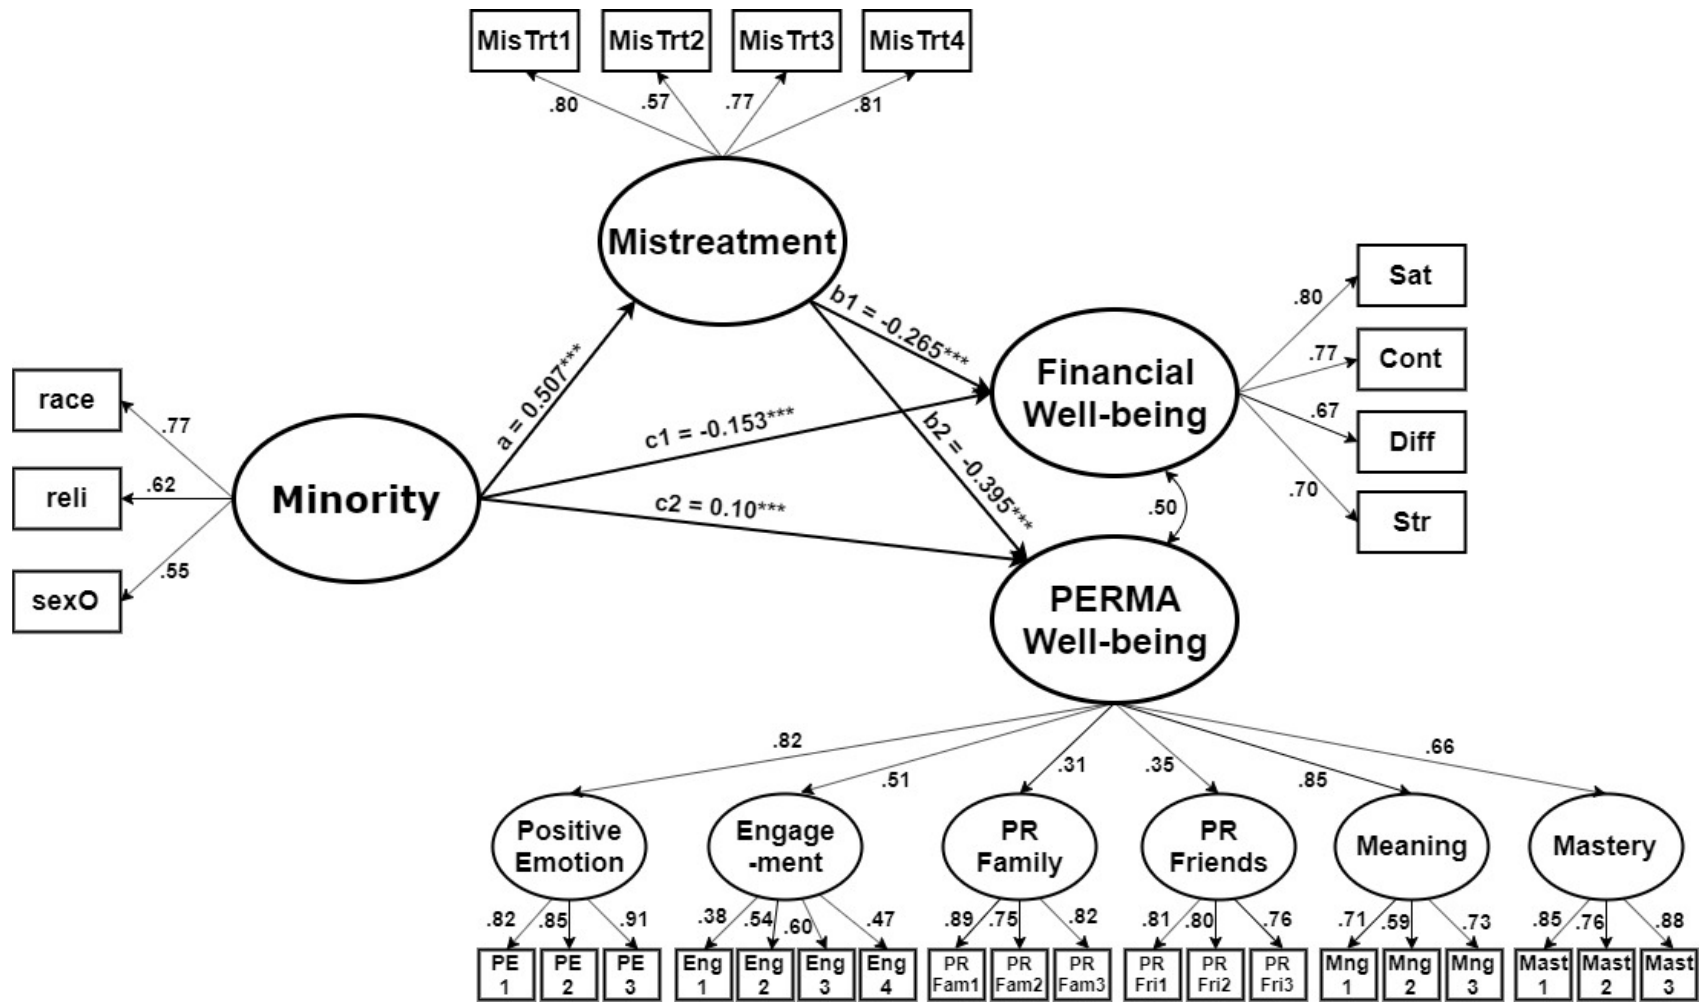 MisTrt1
MisTrt2
MisTrt3
MisTrt4
.80
.57
.77
.81
Mistreatment
a = 0.507***
b1 = -0.265***
b2 = -0.395***
c1 = -0.153***
c2 = 0.10***
race
reli
sexO
.77
.62
.55
Minority
Financial
Well-being
.80
.77
.67
.70
Sat
Cont
Diff
Str
.50
PERMA
Well-being
.82
.51
.31
.35
.85
.66
Positive
Emotion
Engage
-ment
PR
Family
PR
Friends
Meaning
Mastery
.82
.85
.91
.38
.54
.60
.47
.89
.75
.82
.81
.80
.76
.71
.59
.73
.85
.76
.88
PE
1
PE
2
PE
3
Eng
1
Eng
2
Eng
3
Eng
4
PR
Fam1
PR
Fam2
PR
Fam3
PR
Fri1
PR
Fri2
PR
Fri3
Mng
1
Mng
2
Mng
3
Mast
1
Mast
2
Mast
3